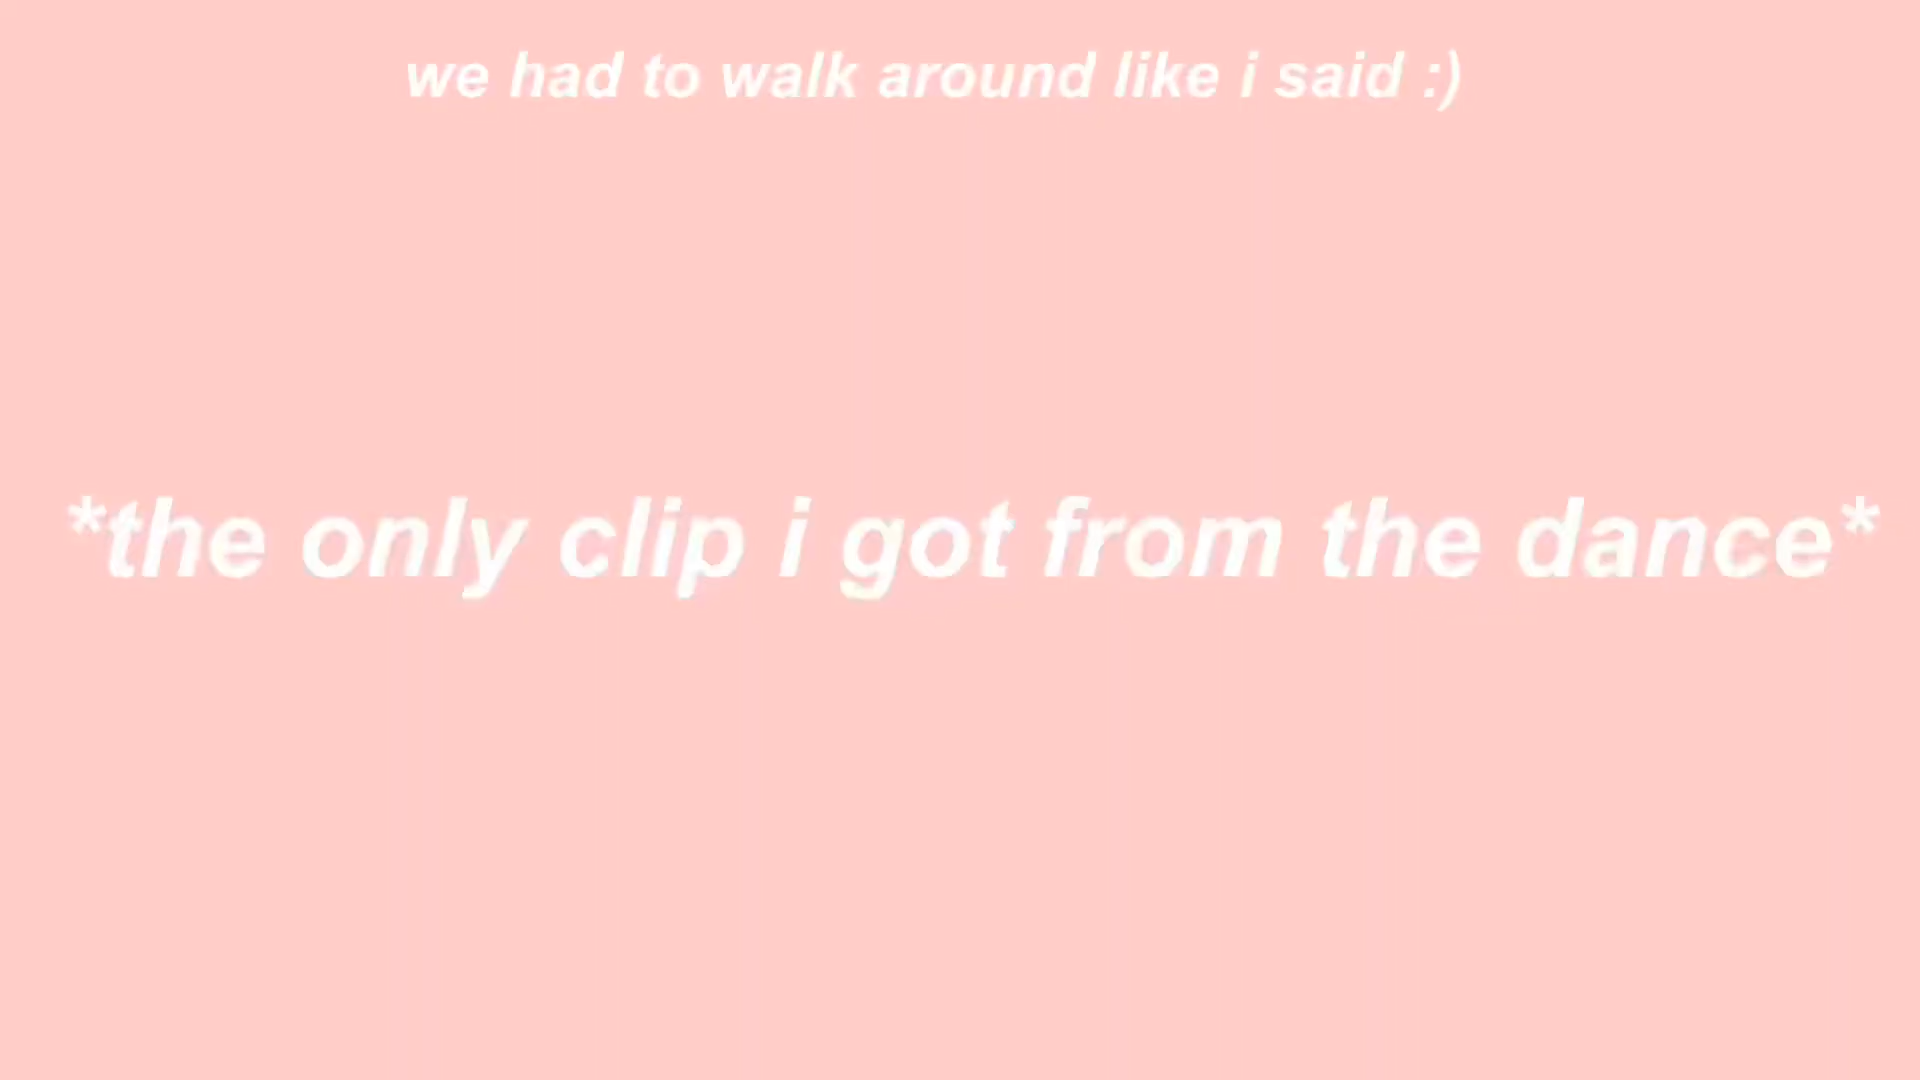 we had to walk around like i said :)
*the only clip i got from the dance*